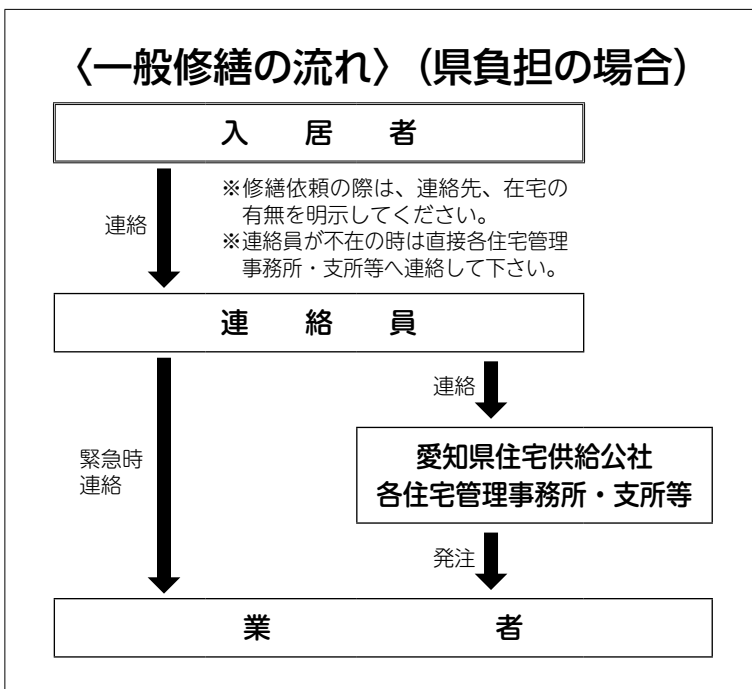 〈一般修繕の流れ〉（県負担の場合）
入居者
連絡
※修繕依頼の際は、連絡先、在宅の
有無を明示してください。
※連絡員が不在の時は直接各住宅管理
事務所・支所等へ連絡して下さい。
連絡員
連絡
緊急時
連絡
愛知県住宅供給公社
各住宅管理事務所・支所等
発注
業者